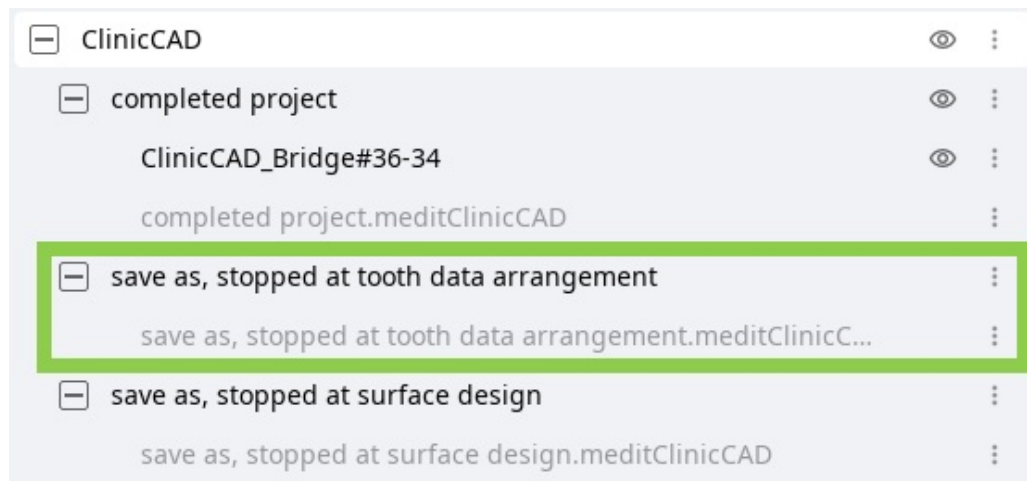 ClinicCAD
completed project
ClinicCAD_Bridge#36-34
completed project.meditClinicCAD
save as, stopped at tooth data arrangement
save as, stopped at tooth data arrangement.meditClinicC...
save as, stopped at surface design
save as, stopped at surface design.meditClinicCAD